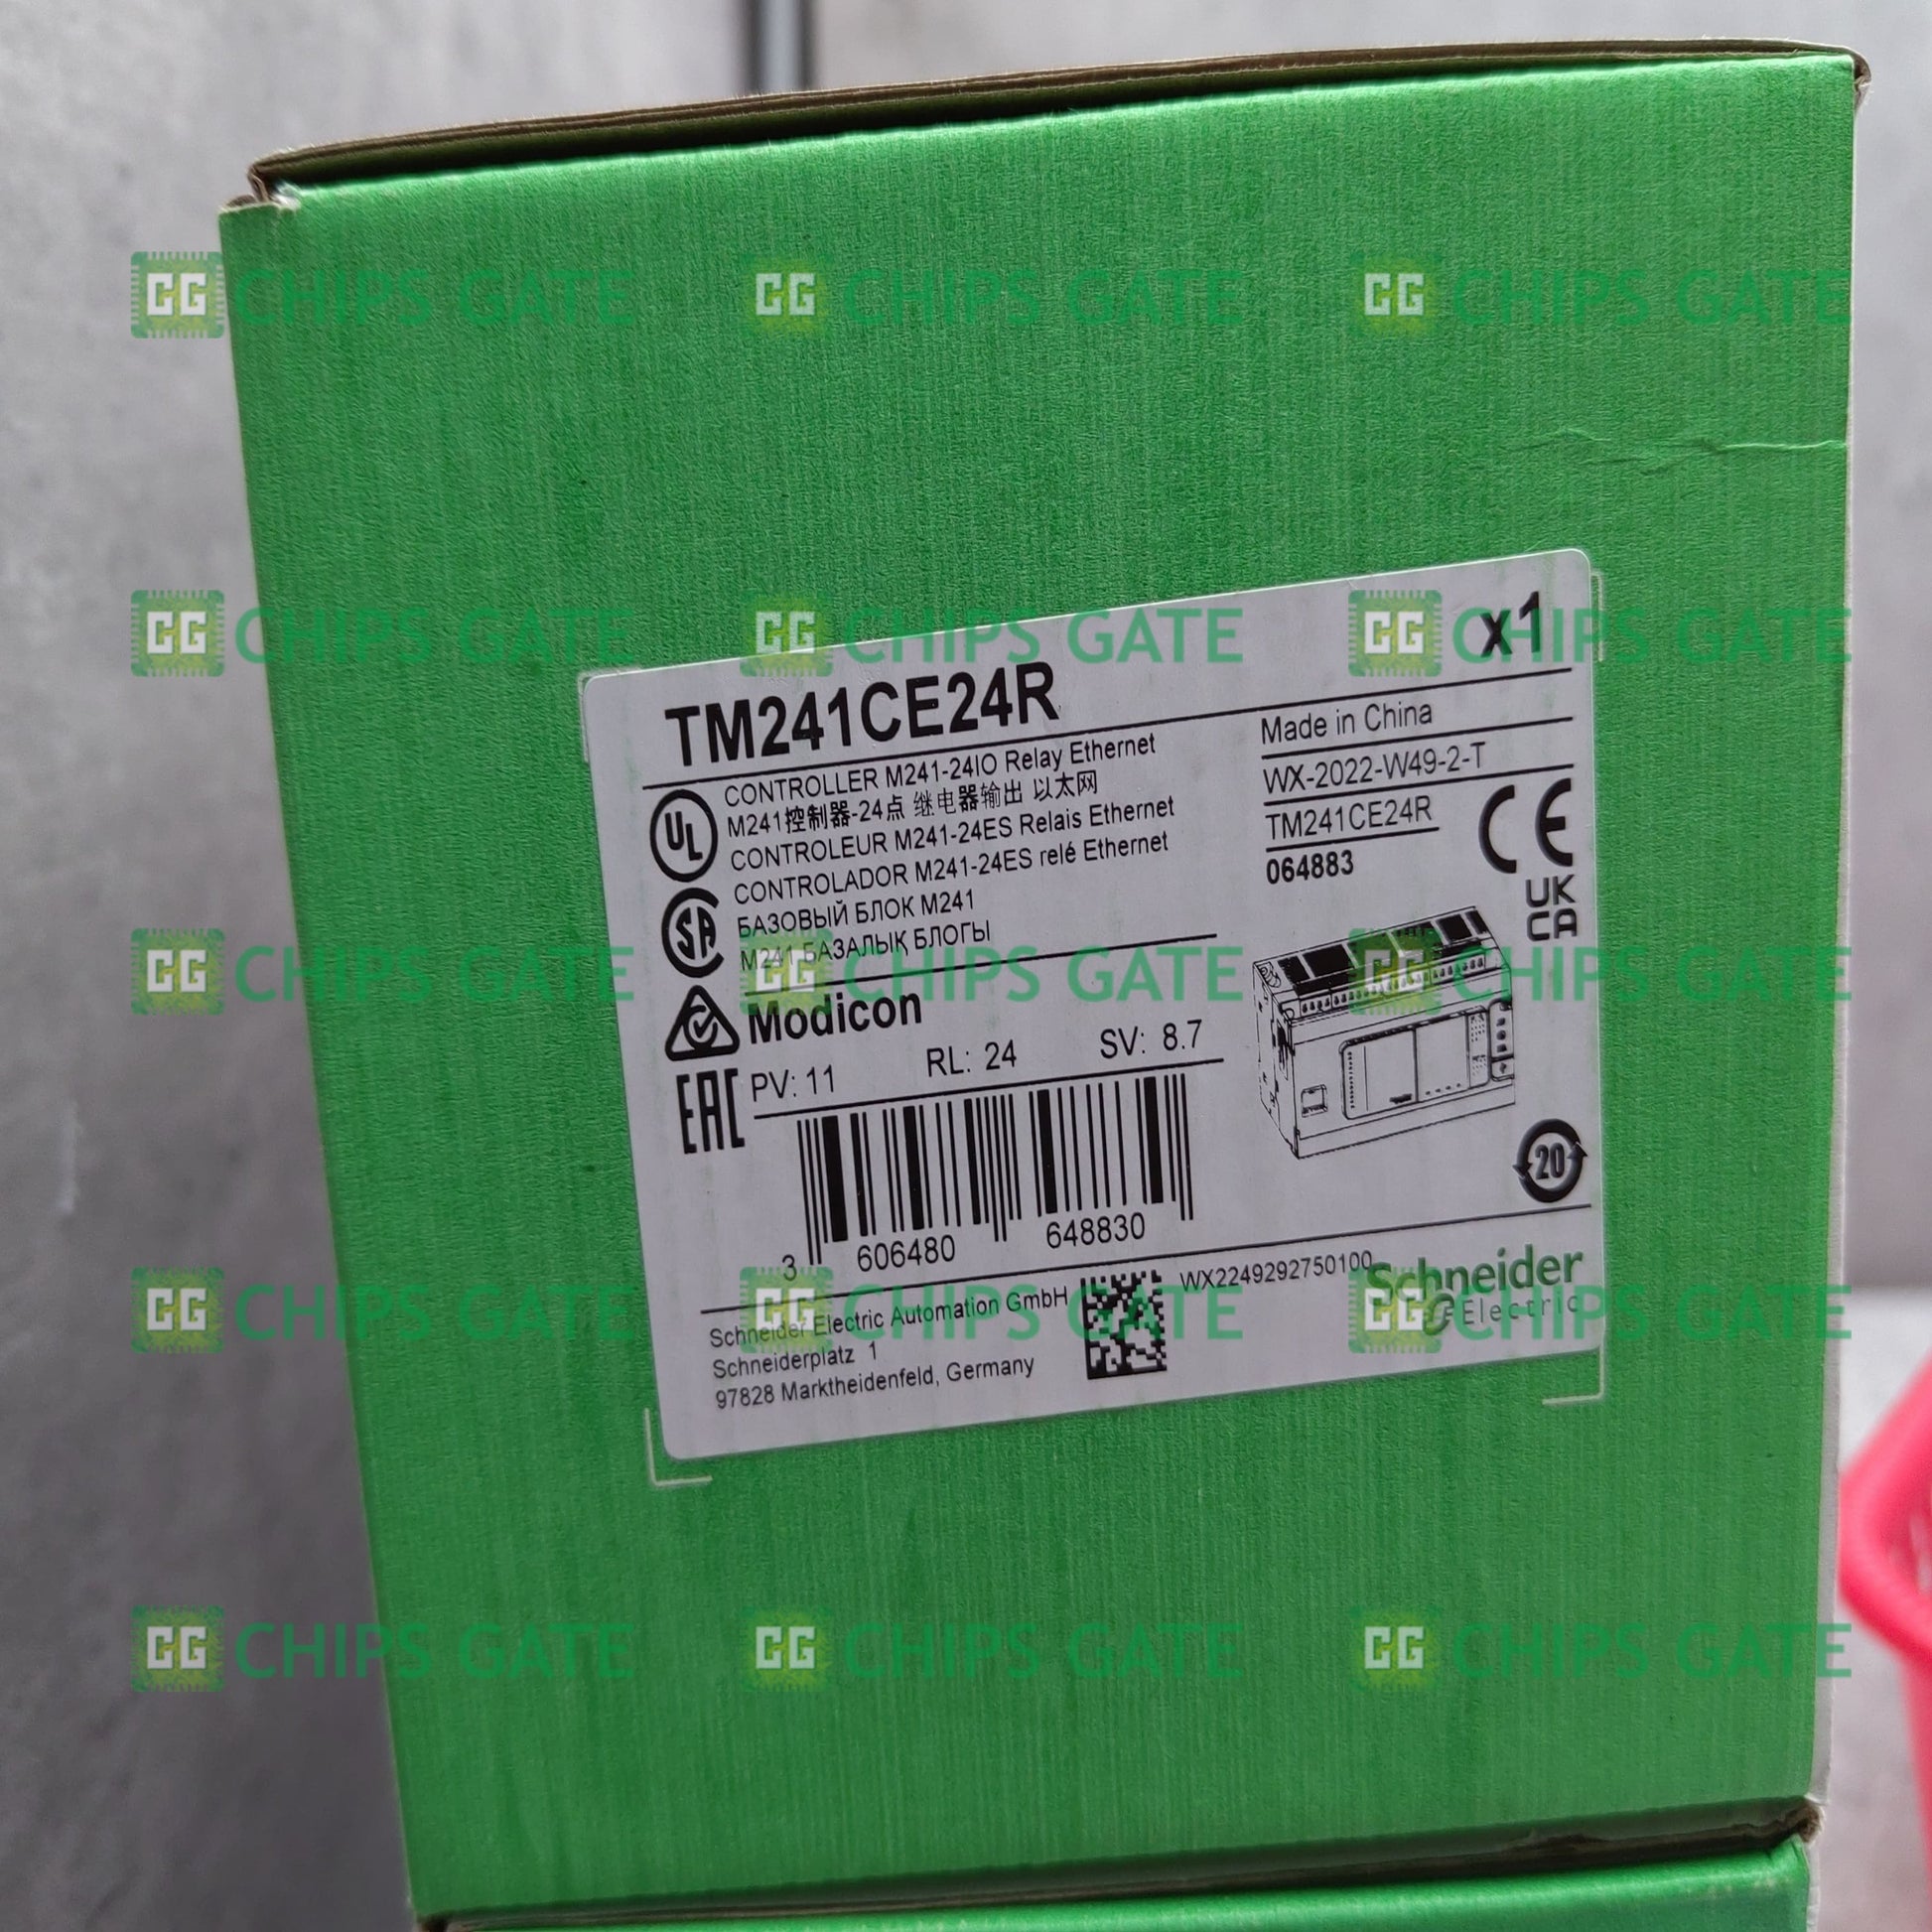 TM241CE24R
x1
CONTROLLER M241-24IO Relay Ethernet
M241控制器-24点 继电器输出 以太网
CONTROLEUR M241-24ES Relais Ethernet
CONTROLADOR M241-24ES relé Ethernet
БАЗОВЫЙ БЛОК M241
M241 БАЗАЛЫҚ БЛОГЫ
Made in China
WX-2022-W49-2-T
TM241CE24R
064883
UL
SA
CE
UK
CA
Modicon
PV: 11 RL: 24 SV: 8.7
EAC
3 606480 648830
20
Schneider Electric Automation GmbH
Schneiderplatz 1
97828 Marktheidenfeld, Germany
WX2249292750100
Schneider
Electric
CG CHIPS GATE CG CHIPS GATE CG CHIPS GATE
CG CHIPS GATE CG CHIPS GATE CG CHIPS GATE
CG CHIPS GATE CG CHIPS GATE CG CHIPS GATE
CG CHIPS GATE CG CHIPS GATE CG CHIPS GATE
CG CHIPS GATE CG CHIPS GATE CG CHIPS GATE